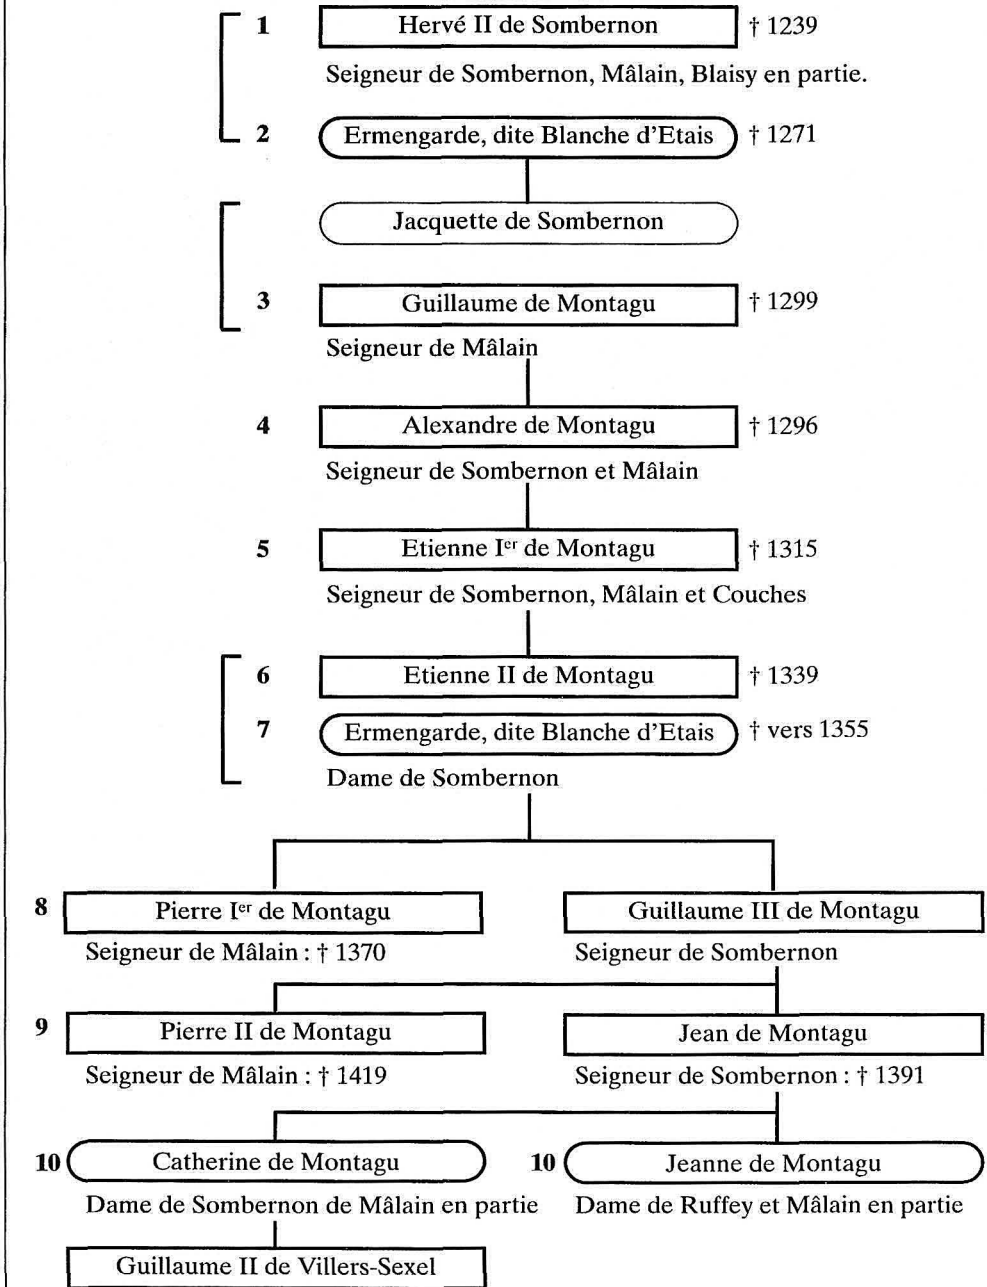 1 Hervé II de Sombernon † 1239
Seigneur de Sombernon, Mâlain, Blaisy en partie.
2 Ermengarde, dite Blanche d'Etais † 1271
Jacquette de Sombernon
3 Guillaume de Montagu † 1299
Seigneur de Mâlain
4 Alexandre de Montagu † 1296
Seigneur de Sombernon et Mâlain
5 Etienne Ier de Montagu † 1315
Seigneur de Sombernon, Mâlain et Couches
6 Etienne II de Montagu † 1339
7 Ermengarde, dite Blanche d'Etais † vers 1355
Dame de Sombernon
8 Pierre Ier de Montagu Guillaume III de Montagu
Seigneur de Mâlain : † 1370 Seigneur de Sombernon
9 Pierre II de Montagu Jean de Montagu
Seigneur de Mâlain : † 1419 Seigneur de Sombernon : † 1391
10 Catherine de Montagu 10 Jeanne de Montagu
Dame de Sombernon de Mâlain en partie Dame de Ruffey et Mâlain en partie
Guillaume II de Villers-Sexel